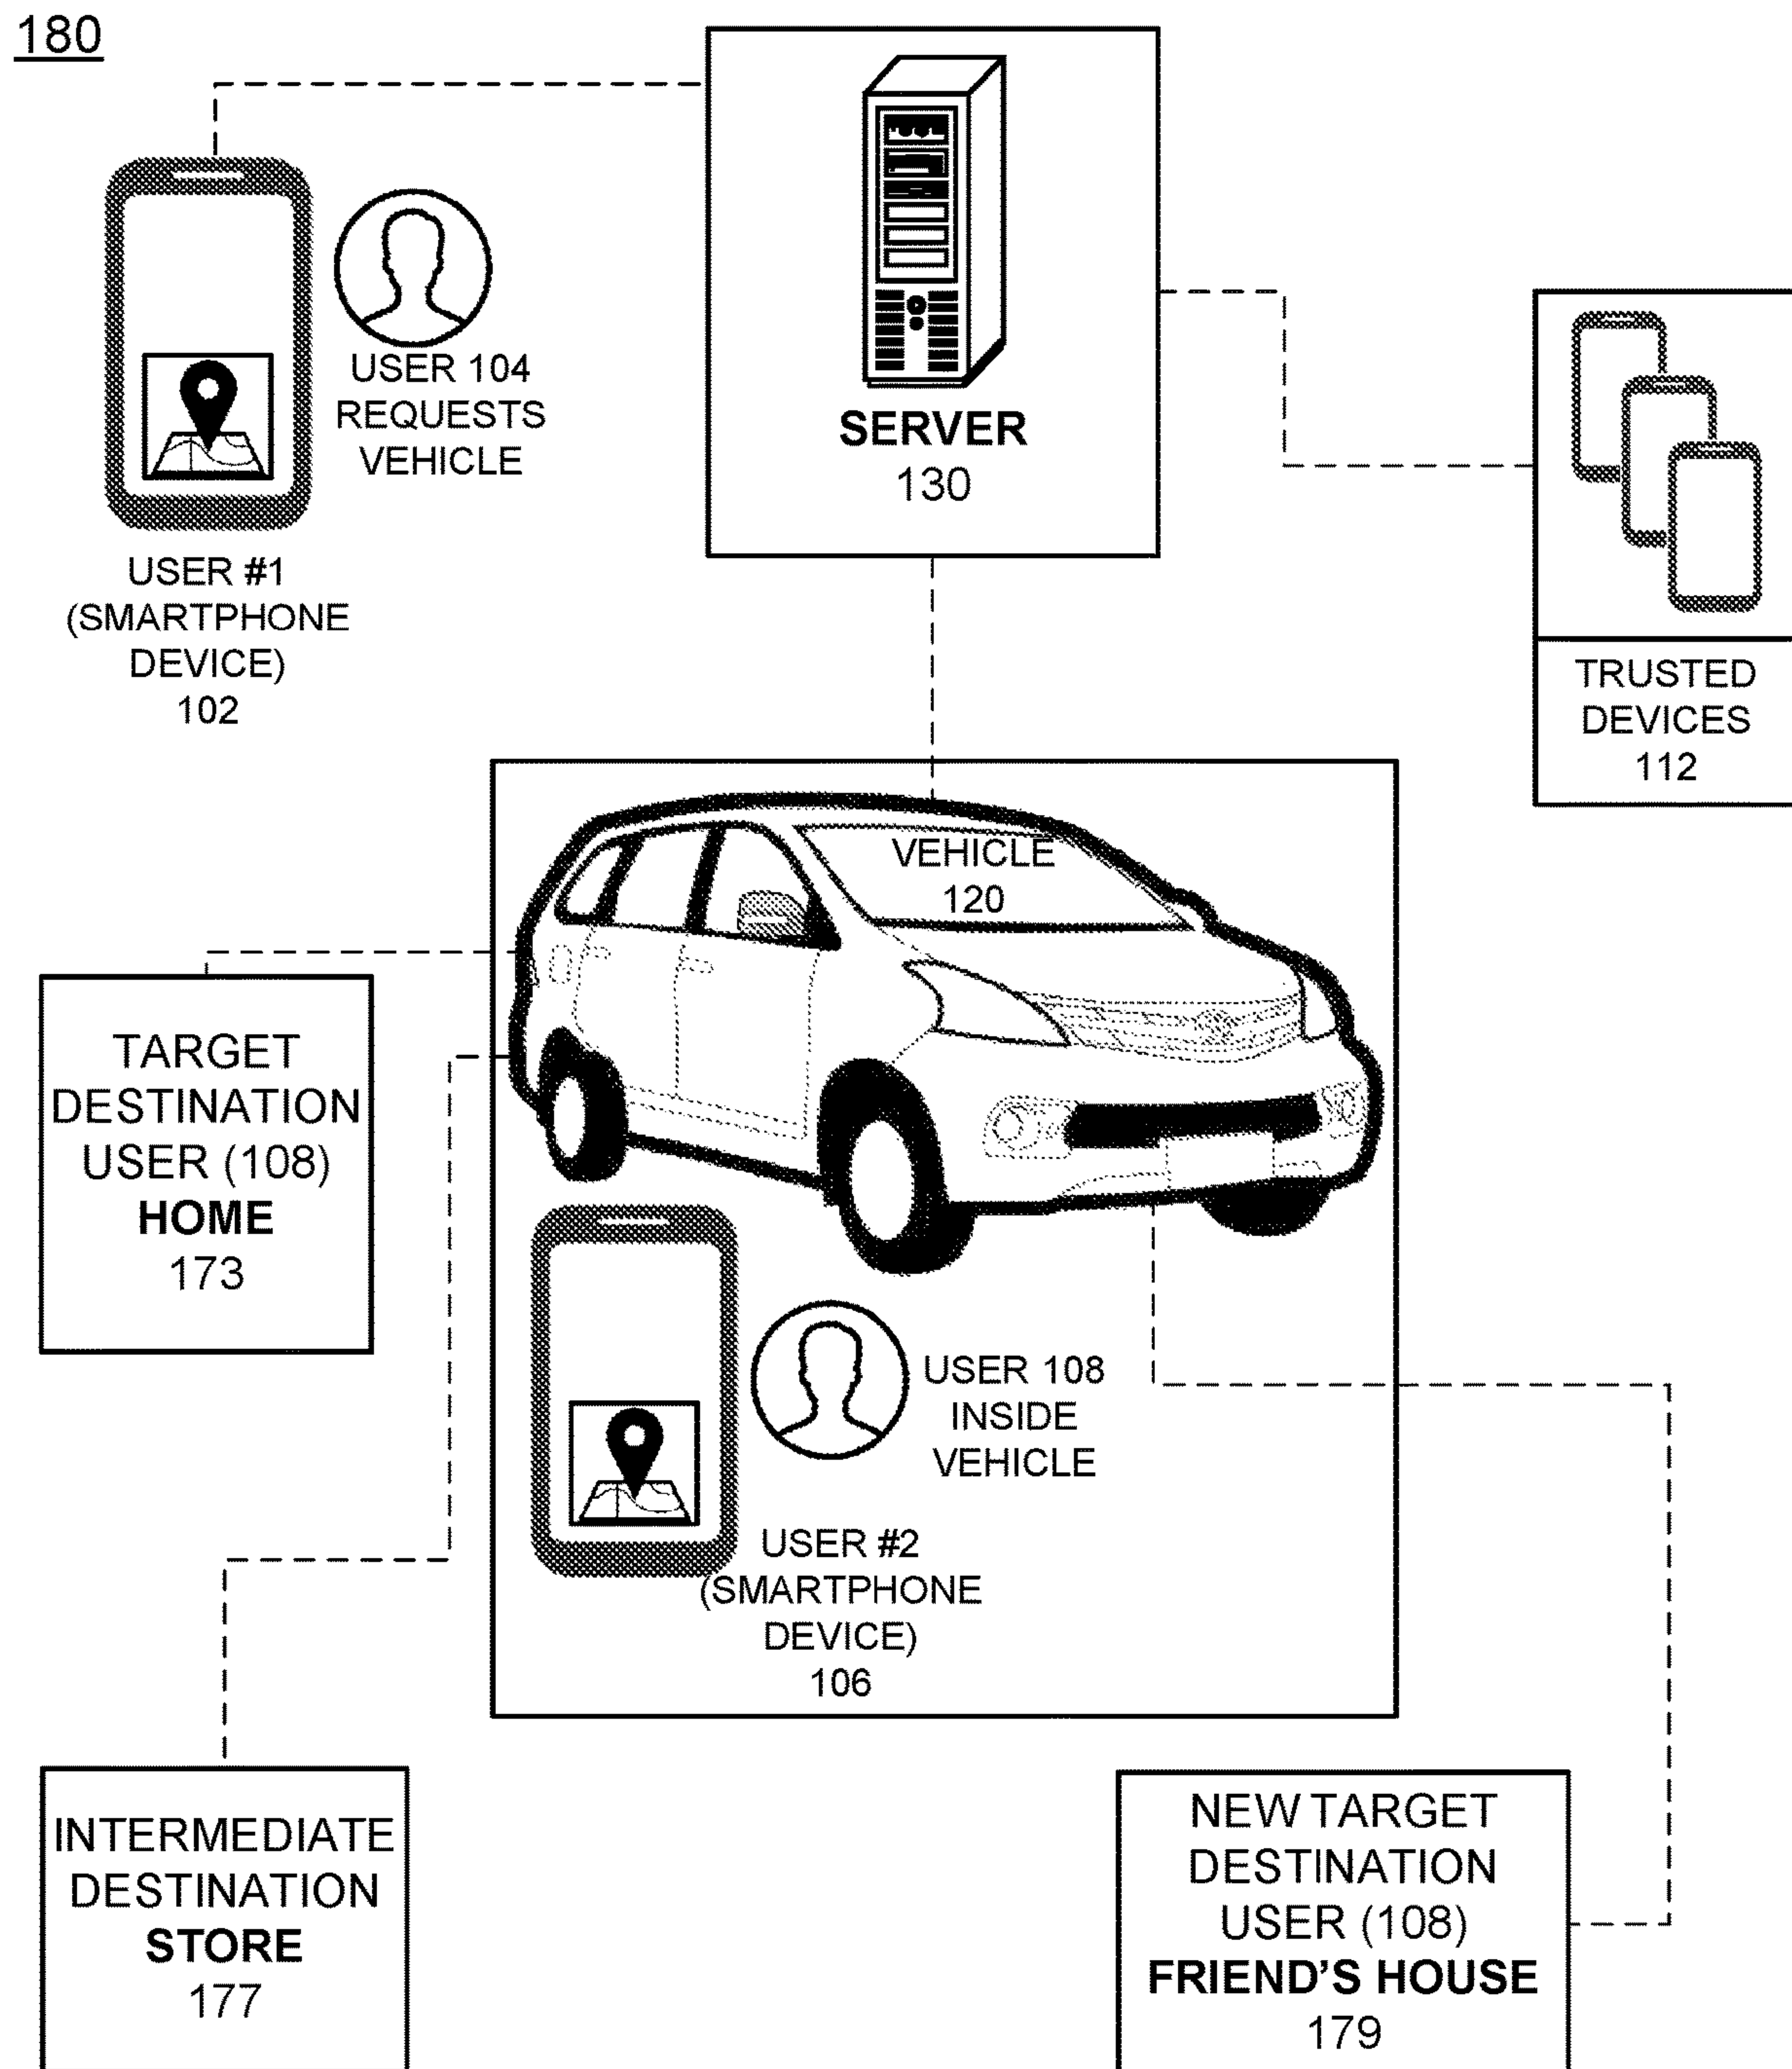 180
USER 104
REQUESTS
VEHICLE
USER #1
(SMARTPHONE
DEVICE)
102
SERVER
130
TRUSTED
DEVICES
112
VEHICLE
120
TARGET
DESTINATION
USER (108)
HOME
173
USER 108
INSIDE
VEHICLE
USER #2
(SMARTPHONE
DEVICE)
106
INTERMEDIATE
DESTINATION
STORE
177
NEW TARGET
DESTINATION
USER (108)
FRIEND'S HOUSE
179